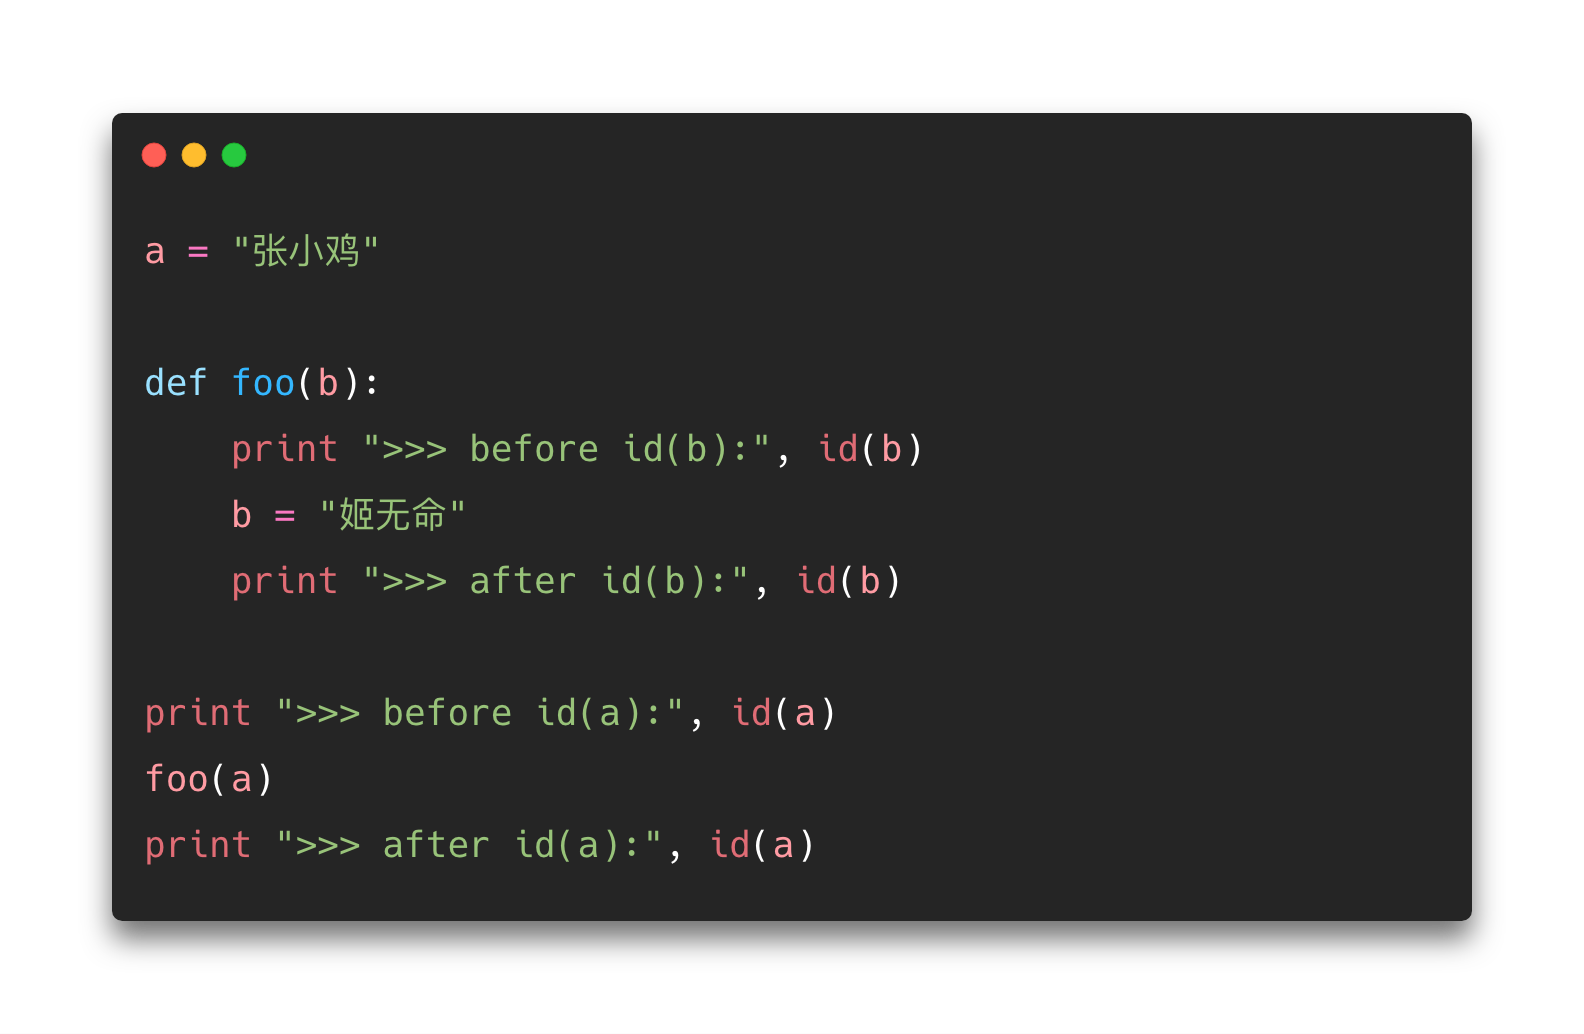 a = "张小鸡"
def foo(b):
    print ">>> before id(b):", id(b)
    b = "姬无命"
    print ">>> after id(b):", id(b)
print ">>> before id(a):", id(a)
foo(a)
print ">>> after id(a):", id(a)